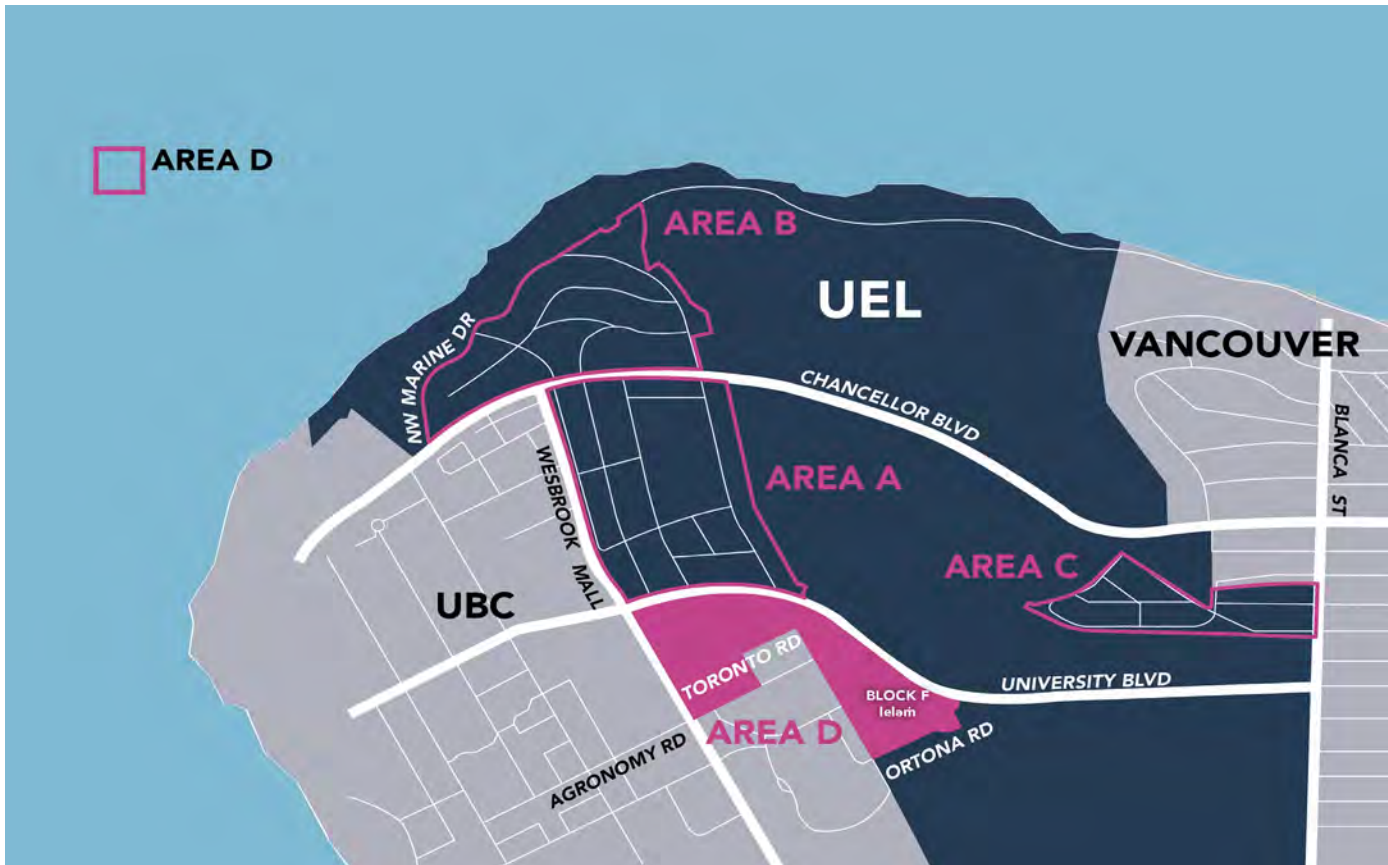 AREA D
AREA B
UEL
VANCOUVER
NW MARINE DR
CHANCELLOR BLVD
BLANCA ST
WESBROOK MALL
AREA A
AREA C
UBC
TORONTO RD
BLOCK F
leləm̓
UNIVERSITY BLVD
AREA D
ORTONA RD
AGRONOMY RD